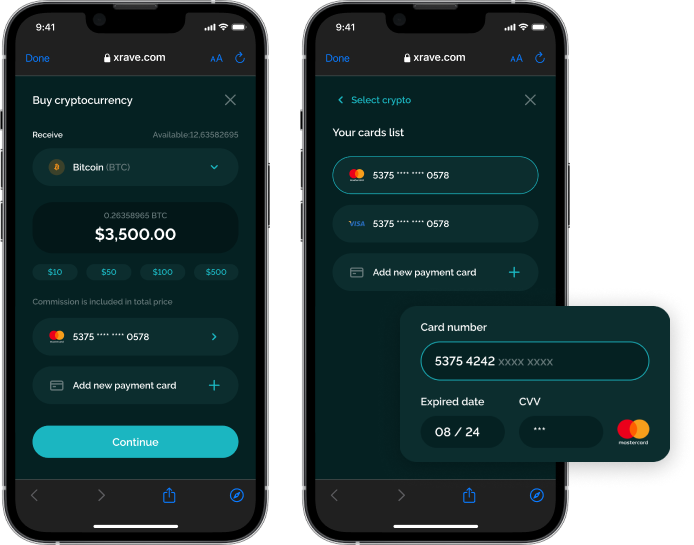 9:41
Done
xrave.com
AA
Buy cryptocurrency
Receive
Available:12,63582695
Bitcoin (BTC)
0.26358965 BTC
$3,500.00
$10 $50 $100 $500
Commission is included in total price
mastercard
5375 **** **** 0578
Add new payment card
Continue
9:41
Done
xrave.com
AA
Select crypto
Your cards list
mastercard
5375 **** **** 0578
VISA
5375 **** **** 0578
Add new payment card
Card number
5375 4242 xxxx xxxx
Expired date CVV
08 / 24 ***
mastercard